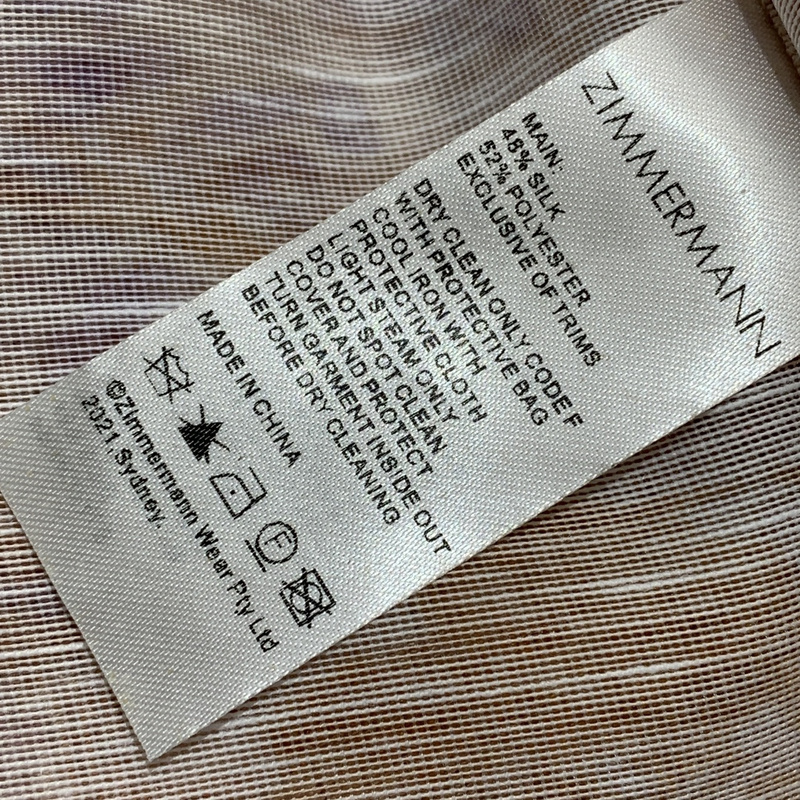 ZIMMERMANN
MAIN:
48% SILK
52% POLYESTER
EXCLUSIVE OF TRIMS
DRY CLEAN ONLY CODE F
WITH PROTECTIVE BAG
COOL IRON WITH
PROTECTIVE CLOTH
LIGHT STEAM ONLY
DO NOT SPOT CLEAN
COVER AND PROTECT
TURN GARMENT INSIDE OUT
BEFORE DRY CLEANING
MADE IN CHINA
F
©Zimmermann Wear Pty Ltd
2021, Sydney.